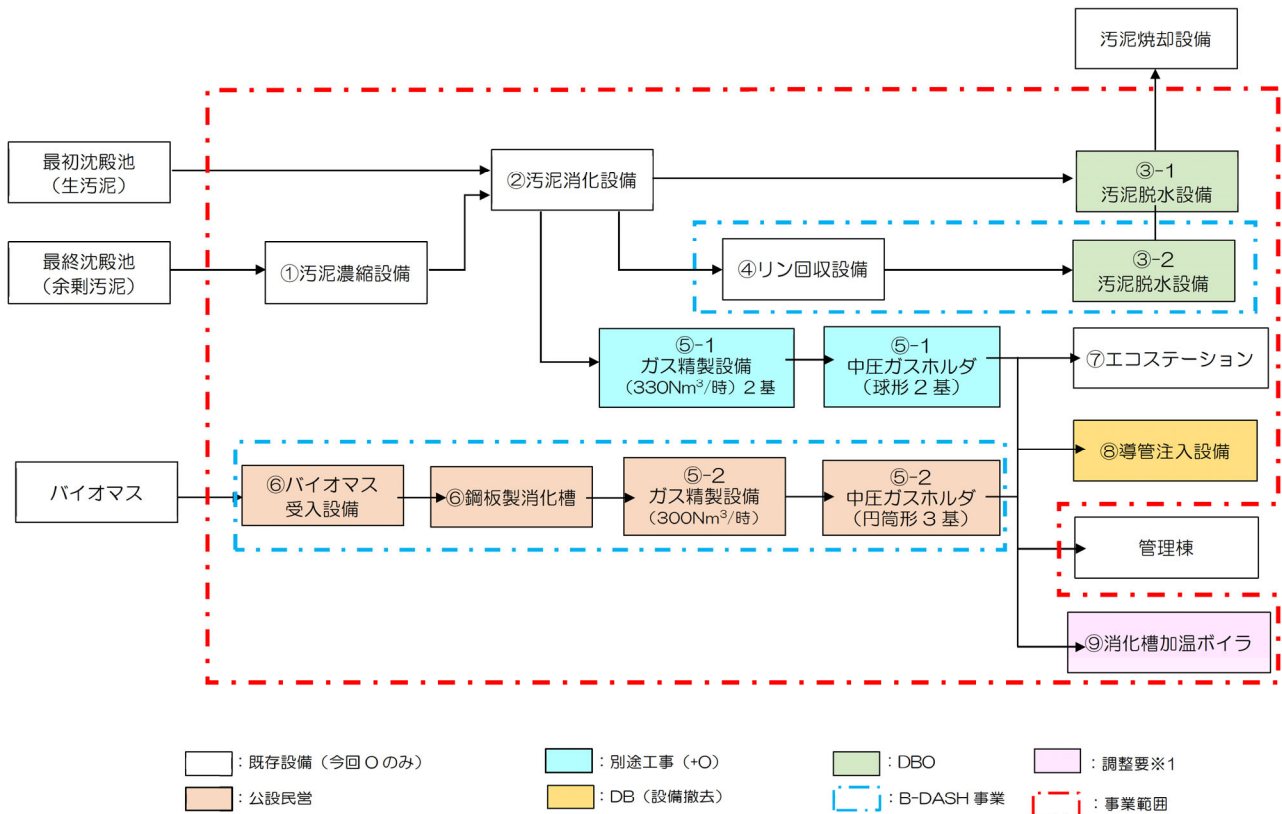 汚泥焼却設備
最初沈殿池
（生汚泥）
②汚泥消化設備
③-1
汚泥脱水設備
最終沈殿池
（余剰汚泥）
①汚泥濃縮設備
④リン回収設備
③-2
汚泥脱水設備
⑤-1
ガス精製設備
（330Nm³/時）2基
⑤-1
中圧ガスホルダ
（球形2基）
⑦エコステーション
⑧導管注入設備
バイオマス
⑥バイオマス
受入設備
⑥鋼板製消化槽
⑤-2
ガス精製設備
（300Nm³/時）
⑤-2
中圧ガスホルダ
（円筒形3基）
管理棟
⑨消化槽加温ボイラ
：既存設備（今回Oのみ）
：別途工事（+O）
：DBO
：調整要※1
：公設民営
：DB（設備撤去）
：B-DASH事業
：事業範囲